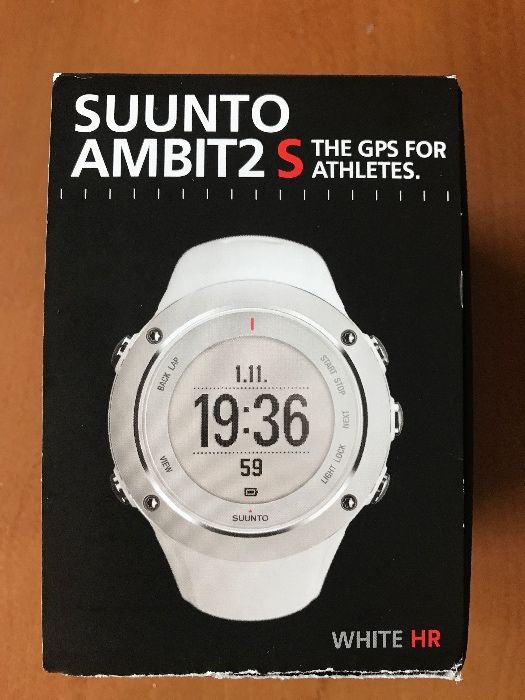 SUUNTO
AMBIT2 S THE GPS FOR
ATHLETES.
BACK LAP
START STOP
1.11.
19:36
NEXT
59
VIEW
LIGHT LOCK
SUUNTO
WHITE HR